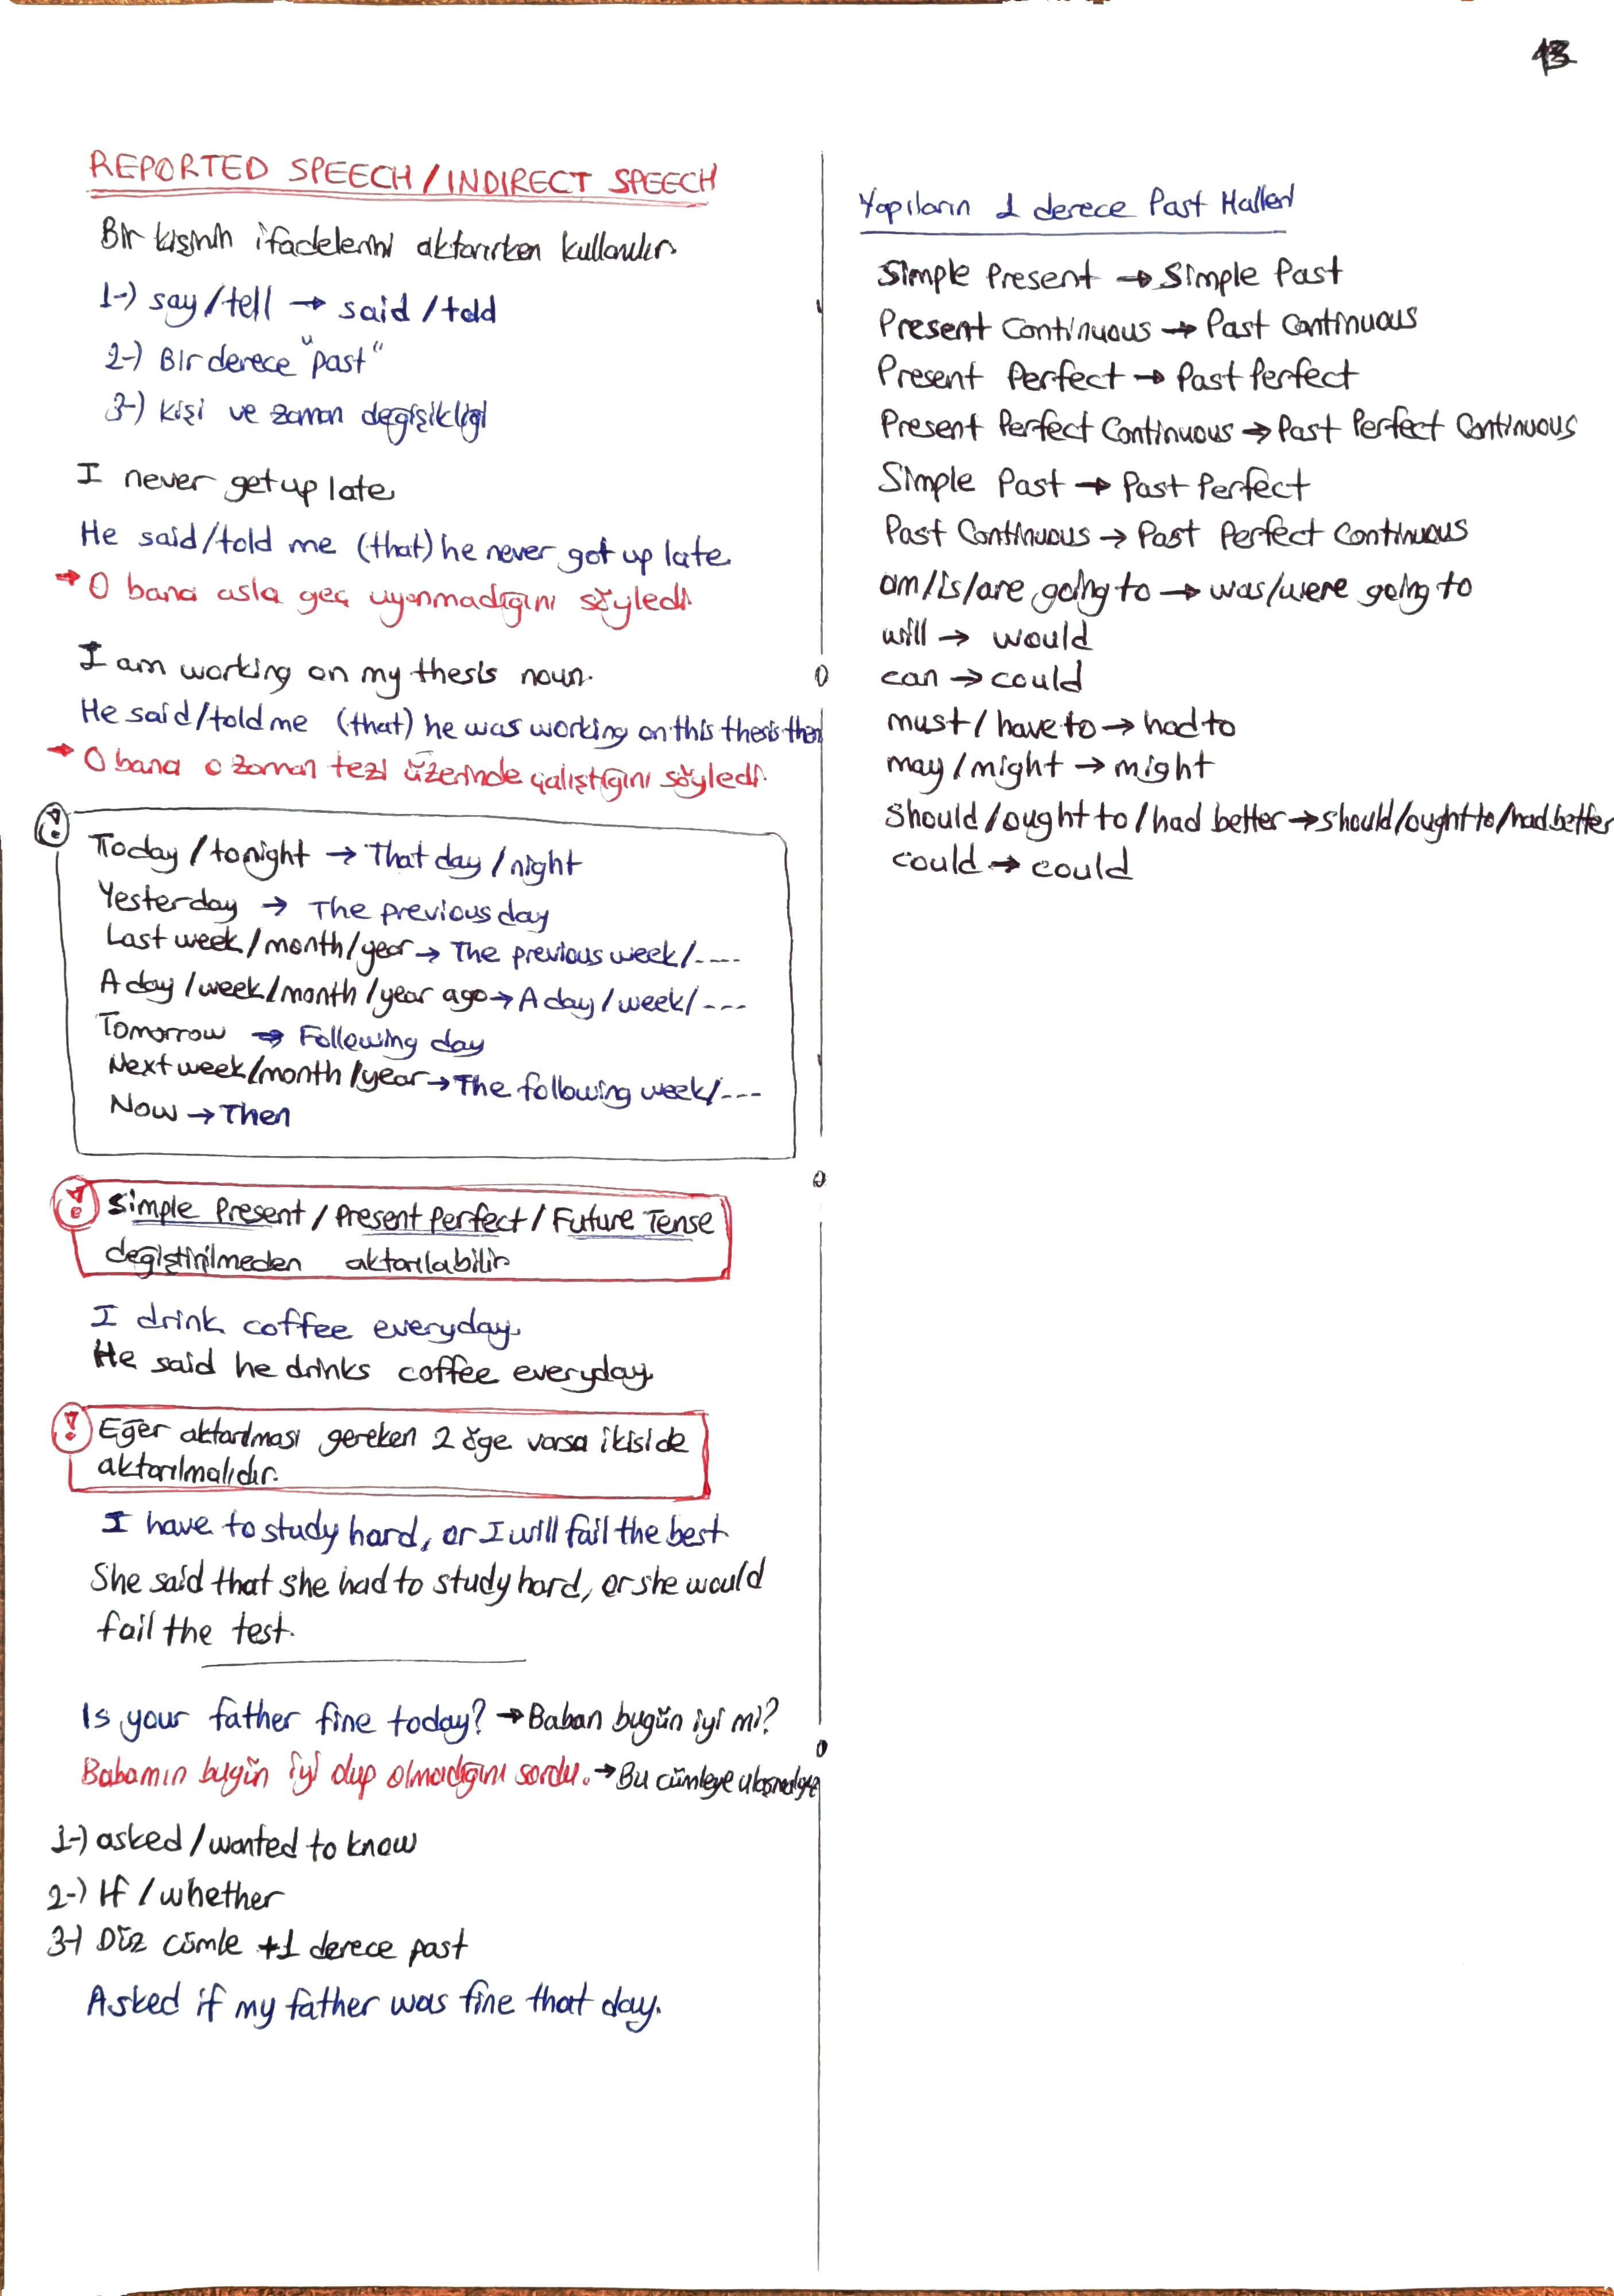 13
REPORTED SPEECH / INDIRECT SPEECH
Bir kişinin ifadelerini aktarırken kullanılır.
1-) say/tell → said/told
2-) Bir derece "past"
3-) kişi ve zaman değişikliği
I never get up late.
He said/told me (that) he never got up late.
→ O bana asla geç uyanmadığını söyledi.
I am working on my thesis noun.
He said/told me (that) he was working on this thesis then
→ O bana o zaman tezi üzerinde çalıştığını söyledi.
! Today / tonight → That day / night
Yesterday → The previous day
Last week / month / year → The previous week / ----
A day / week / month / year ago → A day / week / ---
Tomorrow → Following day
Next week / month / year → The following week / ---
Now → Then
! Simple Present / Present Perfect / Future Tense
değiştirilmeden aktarılabilir.
I drink coffee everyday.
He said he drinks coffee everyday.
! Eğer aktarılması gereken 2 öge varsa ikiside
aktarılmalıdır.
I have to study hard, or I will fail the best
She said that she had to study hard, or she would
fail the test.
Is your father fine today? → Baban bugün iyi mi?
Babamın bugün iyi olup olmadığını sordu. → Bu cümleye
1-) asked / wanted to know
2-) If / whether
3-) Düz cümle +1 derece past
Asked if my father was fine that day.
Yapıların 1 derece Past Halleri
Simple Present → Simple Past
Present Continuous → Past Continuous
Present Perfect → Past Perfect
Present Perfect Continuous → Past Perfect Continuous
Simple Past → Past Perfect
Past Continuous → Past Perfect Continuous
am/is/are going to → was/were going to
will → would
can → could
must / have to → had to
may / might → might
Should / ought to / had better → should / ought to / had better
could → could